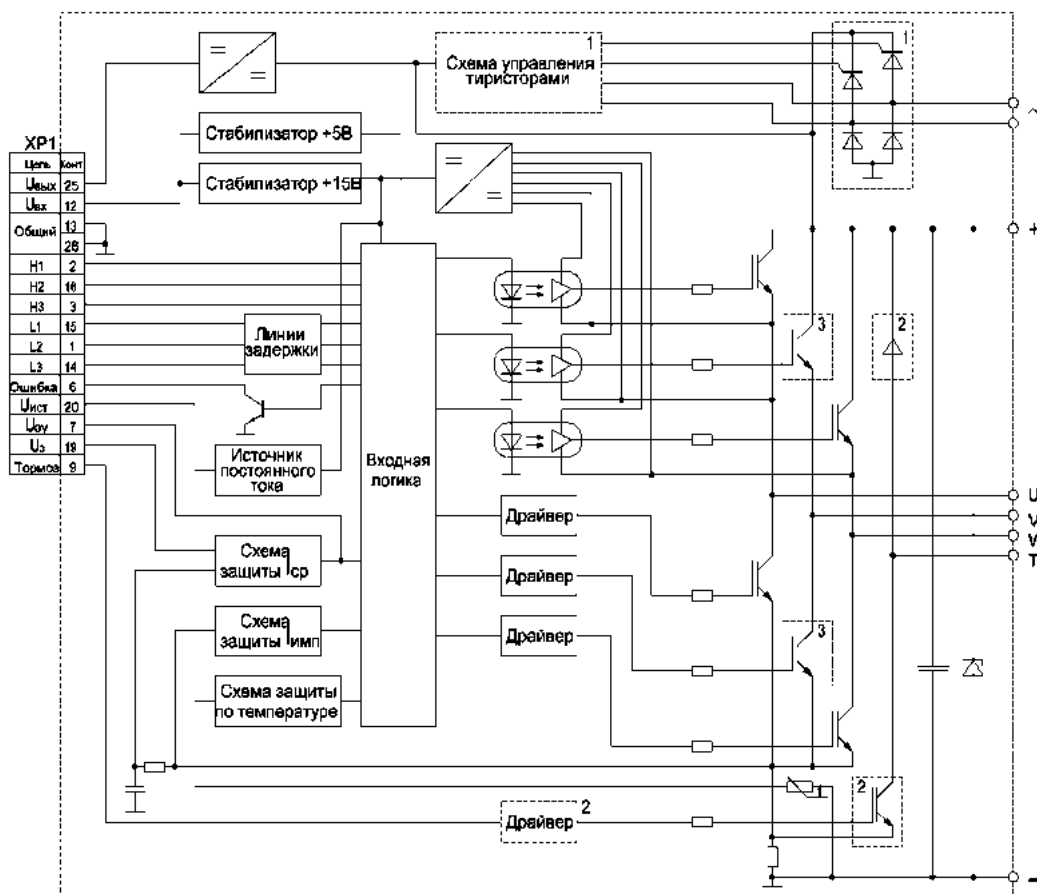 1
1
Схема управления
тиристорами
Стабилизатор +5В
ХР1
Цепь Конт
Uвых 25
Стабилизатор +15В
Uвх 12
Общий 13
26
+
H1 2
H2 16
H3 3
L1 15
L2 1
L3 14
Линии
задержки
3
2
Ошибка 6
Uист 20
Uоу 7
Uз 19
Тормоз 9
Источник
постоянного
тока
Входная
логика
U
V
Драйвер
T
Схема
защиты Iср
Драйвер
Схема
защиты Iимп
Драйвер
3
Схема защиты
по температуре
1
2
Драйвер 2
–